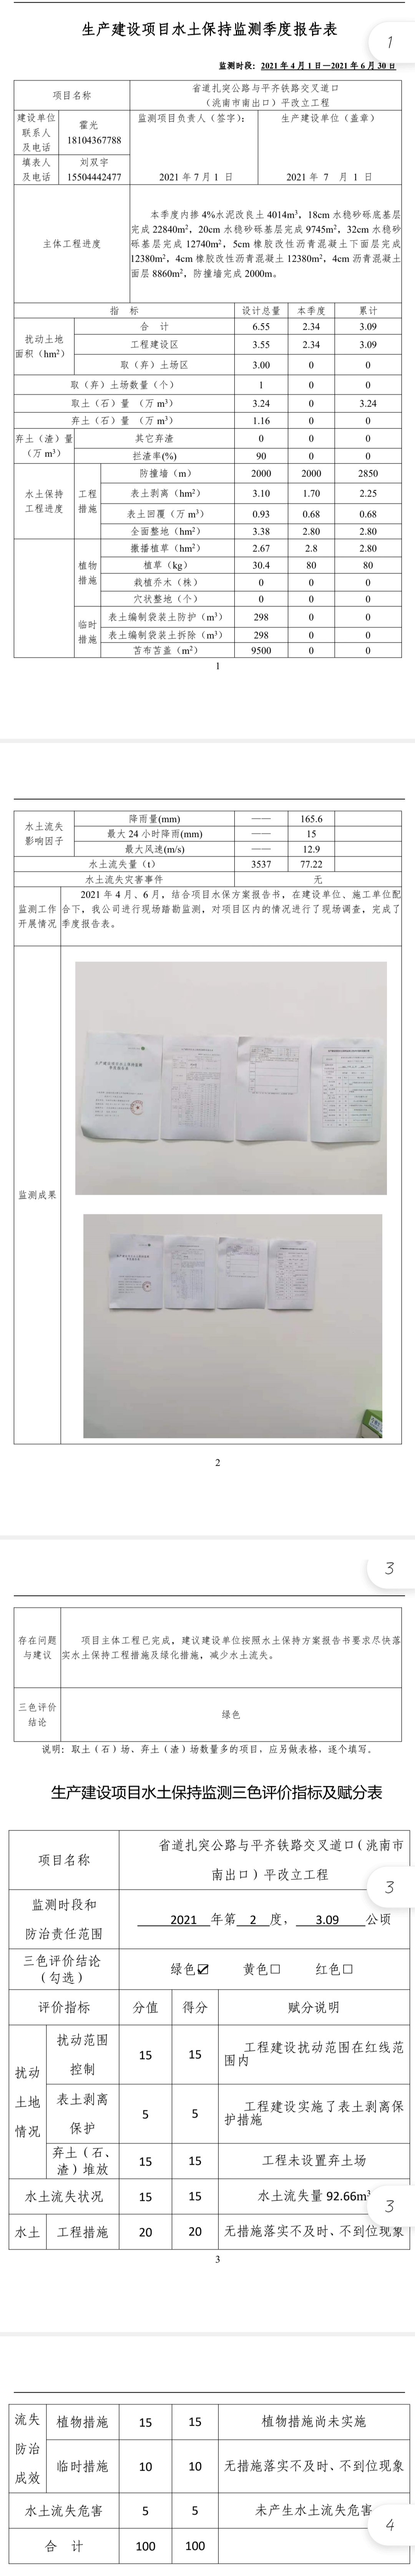 1
生产建设项目水土保持监测季度报告表
监测时段：2021 年 4 月 1 日—2021 年 6 月 30 日
项目名称
省道扎突公路与平齐铁路交叉道口
（洮南市南出口）平改立工程
建设单位
联系人
及电话
霍光
18104367788
监测项目负责人（签字）：
2021 年 7 月 1 日
生产建设单位（盖章）
2021 年 7 月 1 日
填表人
及电话
刘双宇
15504442477
主体工程进度
本季度内掺 4%水泥改良土 4014m³，18cm 水稳砂砾底基层
完成 22840m²，20cm 水稳砂砾基层完成 9745m²，32cm 水稳砂
砾基层完成 12740m²，5cm 橡胶改性沥青混凝土下面层完成
12380m²，4cm 橡胶改性沥青混凝土 12380m²，4cm 沥青混凝土
面层 8860m²，防撞墙完成 2000m。
指 标 设计总量 本季度 累计
扰动土地
面积（hm²）
合 计 6.55 2.34 3.09
工程建设区 3.55 2.34 3.09
取（弃）土场区 3.00 0 0
取（弃）土场数量（个） 1 0 0
取土（石）量 （万 m³） 3.24 0 3.24
弃土（石）量 （万 m³） 1.16 0 0
弃土（渣）量
（万 m³）
其它弃渣 0 0 0
拦渣率(%) 90 0 0
水土保持
工程进度
工程
措施
防撞墙（m） 2000 2000 2850
表土剥离（hm²） 3.10 1.70 2.25
表土回覆（万 m³） 0.93 0.68 0.68
全面整地（hm²） 3.38 2.80 2.80
植物
措施
撒播植草（hm²） 2.67 2.8 2.80
植草（kg） 30.4 80 80
栽植乔木（株） 0 0 0
穴状整地（个） 0 0 0
临时
措施
表土编制袋装土防护（m³） 298 0 0
表土编制袋装土拆除（m³） 298 0 0
苫布苫盖（m²） 9500 0 0
1
水土流失
影响因子
降雨量(mm) —— 165.6
最大 24 小时降雨(mm) —— 15
最大风速(m/s) —— 12.9
水土流失量（t） 3537 77.22
水土流失灾害事件 无
监测工作
开展情况
2021 年 4 月、6 月，结合项目水保方案报告书，在建设单位、施工单位配
合下，我公司进行现场踏勘监测，对项目区内的情况进行了现场调查，完成了
季度报告表。
监测成果
2
3
存在问题
与建议
项目主体工程已完成，建议建设单位按照水土保持方案报告书要求尽快落
实水土保持工程措施及绿化措施，减少水土流失。
三色评价
结论
绿色
说明：取土（石）场、弃土（渣）场数量多的项目，应另做表格，逐个填写。
生产建设项目水土保持监测三色评价指标及赋分表
项目名称
省道扎突公路与平齐铁路交叉道口（洮南市
南出口）平改立工程
3
监测时段和
防治责任范围
2021 年第 2 度， 3.09 公顷
三色评价结论
（勾选）
绿色☑ 黄色☐ 红色☐
评价指标 分值 得分 赋分说明
扰动
土地
情况
扰动范围
控制
15 15
工程建设扰动范围在红线范
围内
表土剥离
保护
5 5
工程建设实施了表土剥离保
护措施
弃土（石、
渣）堆放
15 15 工程未设置弃土场
水土流失状况 15 15 水土流失量 92.66m³
3
水土 工程措施 20 20 无措施落实不及时、不到位现象
3
流失
防治
成效
植物措施 15 15 植物措施尚未实施
临时措施 10 10 无措施落实不及时、不到位现象
水土流失危害 5 5 未产生水土流失危害
4
合 计 100 100